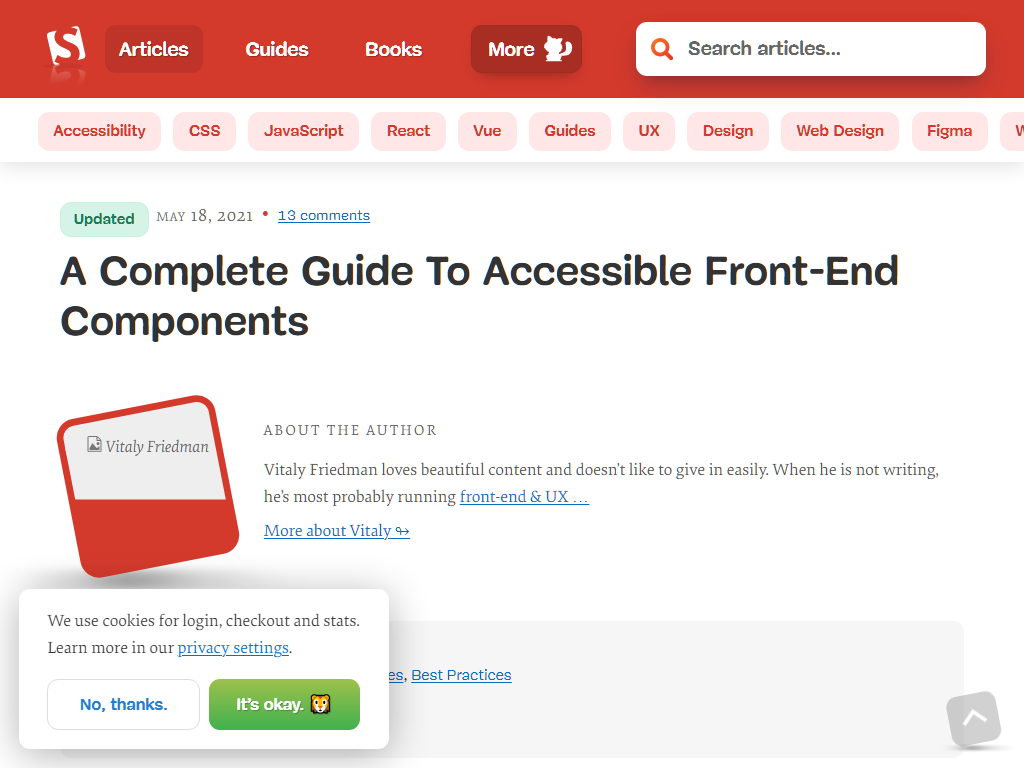 Articles
Guides
Books
More
Search articles...
Accessibility
CSS
JavaScript
React
Vue
Guides
UX
Design
Web Design
Figma
Updated
MAY 18, 2021 • 13 comments
A Complete Guide To Accessible Front-End
Components
Vitaly Friedman
ABOUT THE AUTHOR
Vitaly Friedman loves beautiful content and doesn't like to give in easily. When he is not writing,
he's most probably running front-end & UX …
More about Vitaly ↬
We use cookies for login, checkout and stats.
Learn more in our privacy settings.
No, thanks.
It's okay. 🐯
es, Best Practices